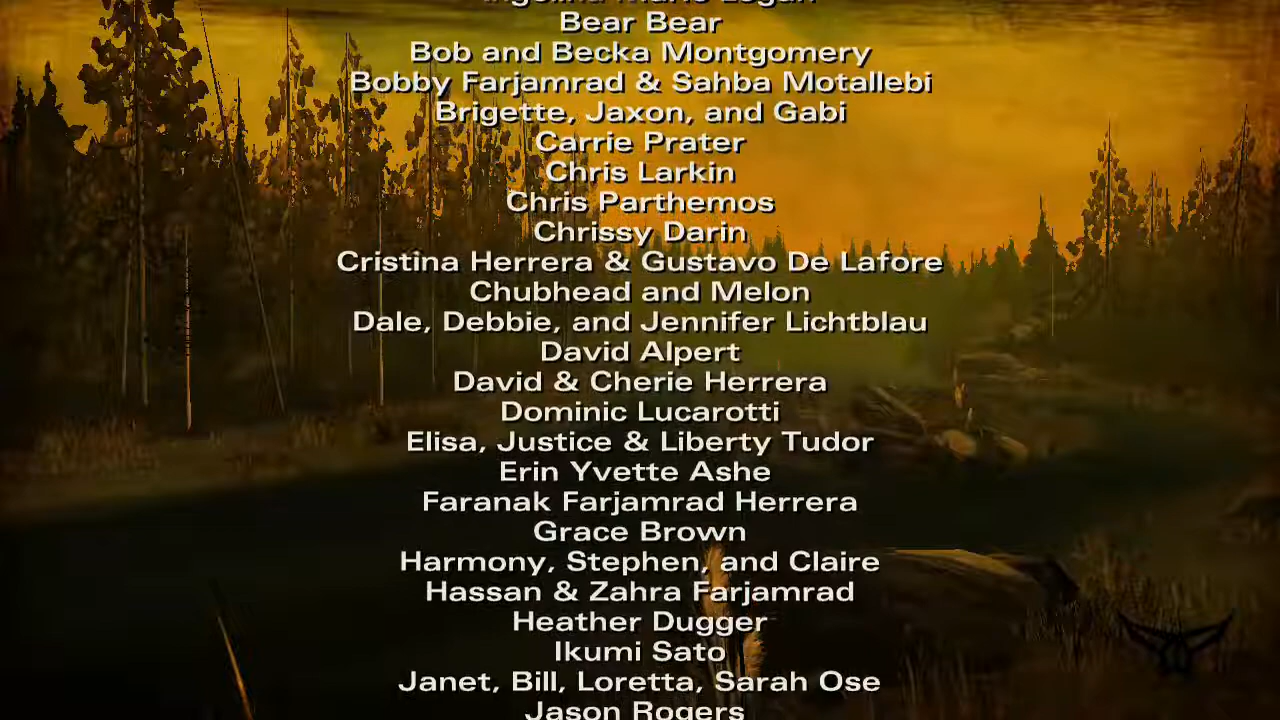 Bear Bear
Bob and Becka Montgomery
Bobby Farjamrad & Sahba Motallebi
Brigette, Jaxon, and Gabi
Carrie Prater
Chris Larkin
Chris Parthemos
Chrissy Darin
Cristina Herrera & Gustavo De Lafore
Chubhead and Melon
Dale, Debbie, and Jennifer Lichtblau
David Alpert
David & Cherie Herrera
Dominic Lucarotti
Elisa, Justice & Liberty Tudor
Erin Yvette Ashe
Faranak Farjamrad Herrera
Grace Brown
Harmony, Stephen, and Claire
Hassan & Zahra Farjamrad
Heather Dugger
Ikumi Sato
Janet, Bill, Loretta, Sarah Ose
Jason Rogers